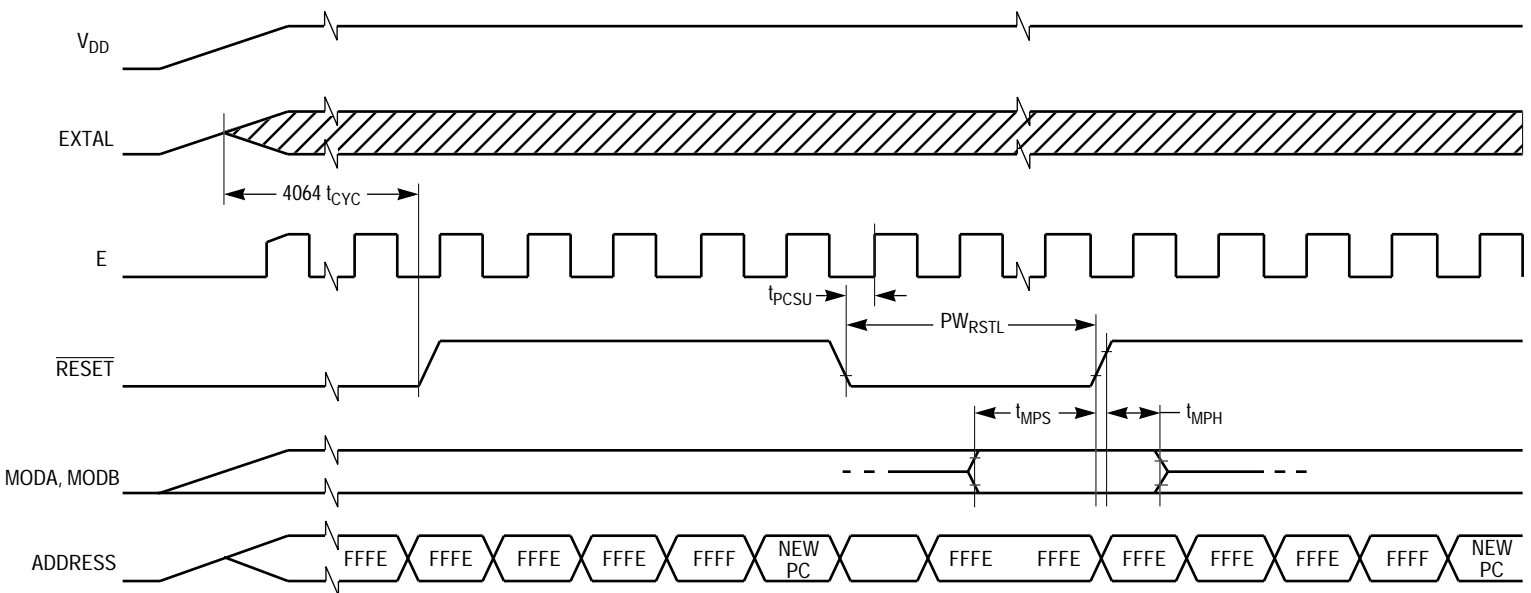 VDD
EXTAL
4064 tCYC
E
tPCSU
PWRSTL
RESET
tMPS
tMPH
MODA, MODB
ADDRESS
FFFE FFFE FFFE FFFE FFFF NEW PC FFFE FFFE FFFE FFFE FFFE FFFF NEW PC